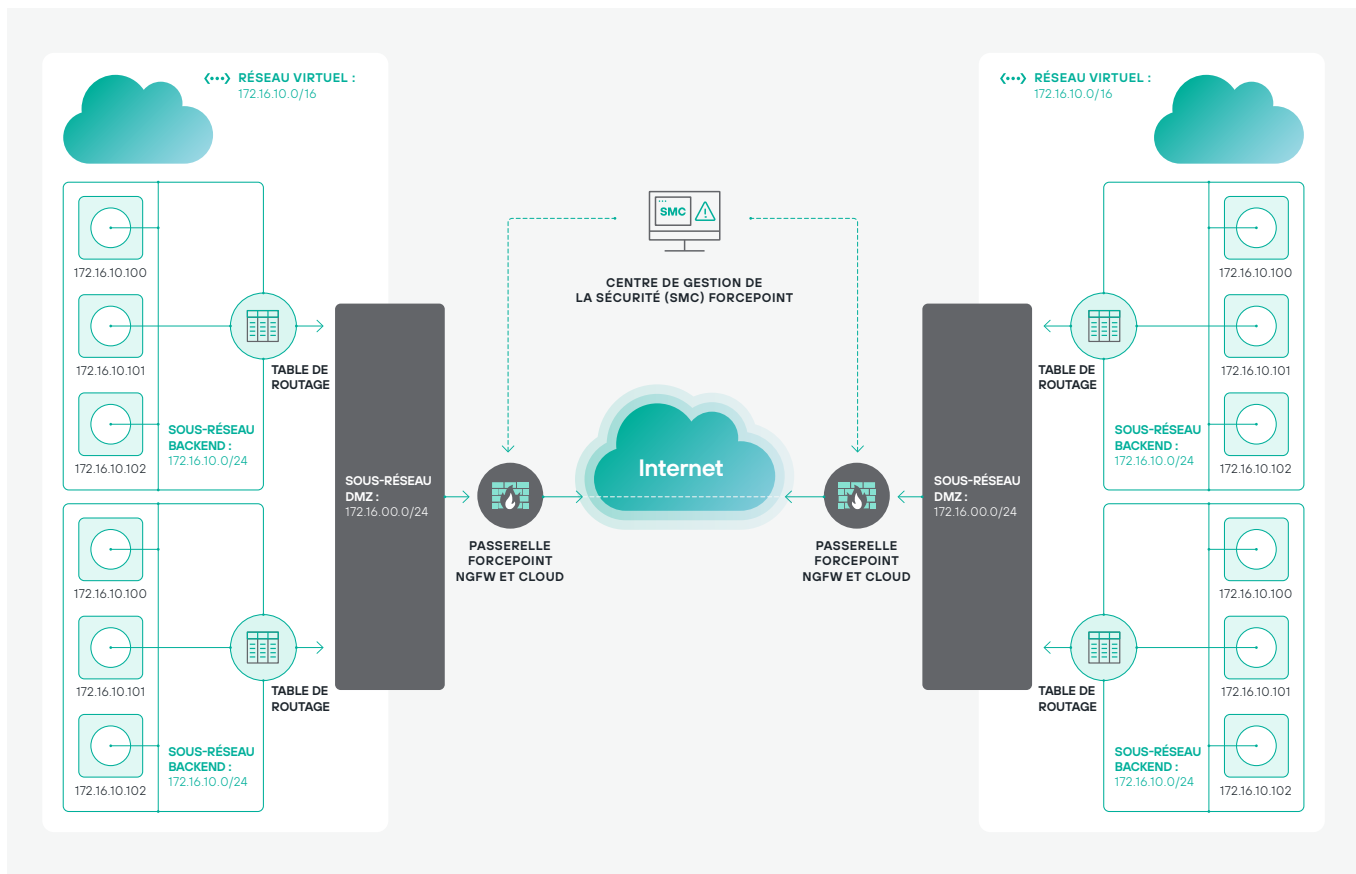 RÉSEAU VIRTUEL :
172.16.10.0/16
172.16.10.100
172.16.10.101
172.16.10.102
TABLE DE
ROUTAGE
SOUS-RÉSEAU
BACKEND :
172.16.10.0/24
172.16.10.100
172.16.10.101
172.16.10.102
TABLE DE
ROUTAGE
SOUS-RÉSEAU
BACKEND :
172.16.10.0/24
SOUS-RÉSEAU
DMZ :
172.16.00.0/24
PASSERELLE
FORCEPOINT
NGFW ET CLOUD
SMC
CENTRE DE GESTION DE
LA SÉCURITÉ (SMC) FORCEPOINT
Internet
PASSERELLE
FORCEPOINT
NGFW ET CLOUD
SOUS-RÉSEAU
DMZ :
172.16.00.0/24
RÉSEAU VIRTUEL :
172.16.10.0/16
172.16.10.100
172.16.10.101
172.16.10.102
TABLE DE
ROUTAGE
SOUS-RÉSEAU
BACKEND :
172.16.10.0/24
172.16.10.100
172.16.10.101
172.16.10.102
TABLE DE
ROUTAGE
SOUS-RÉSEAU
BACKEND :
172.16.10.0/24